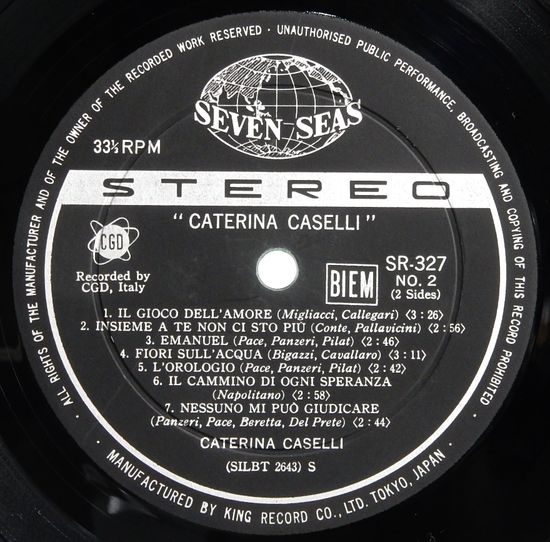 ALL RIGHTS OF THE MANUFACTURER AND OF THE OWNER OF THE RECORDED WORK RESERVED · UNAUTHORISED PUBLIC PERFORMANCE, BROADCASTING AND COPYING OF THIS RECORD PROHIBITED
SEVEN SEAS
33⅓ RPM
STEREO
"CATERINA CASELLI"
CGD
Recorded by
CGD, Italy
BIEM
SR-327
NO. 2
(2 Sides)
1. IL GIOCO DELL'AMORE (Migliacci, Callegari) 〈3 : 26〉
2. INSIEME A TE NON CI STO PIÙ (Conte, Pallavicini) 〈2 : 56〉
3. EMANUEL (Pace, Panzeri, Pilat) 〈2 : 46〉
4. FIORI SULL'ACQUA (Bigazzi, Cavallaro) 〈3 : 11〉
5. L'OROLOGIO (Pace, Panzeri, Pilat) 〈2 : 42〉
6. IL CAMMINO DI OGNI SPERANZA
(Napolitano) 〈2 : 58〉
7. NESSUNO MI PUÒ GIUDICARE
(Panzeri, Pace, Beretta, Del Prete) 〈2 : 44〉
CATERINA CASELLI
(SILBT 2643) S
· MANUFACTURED BY KING RECORD CO., LTD. TOKYO, JAPAN ·